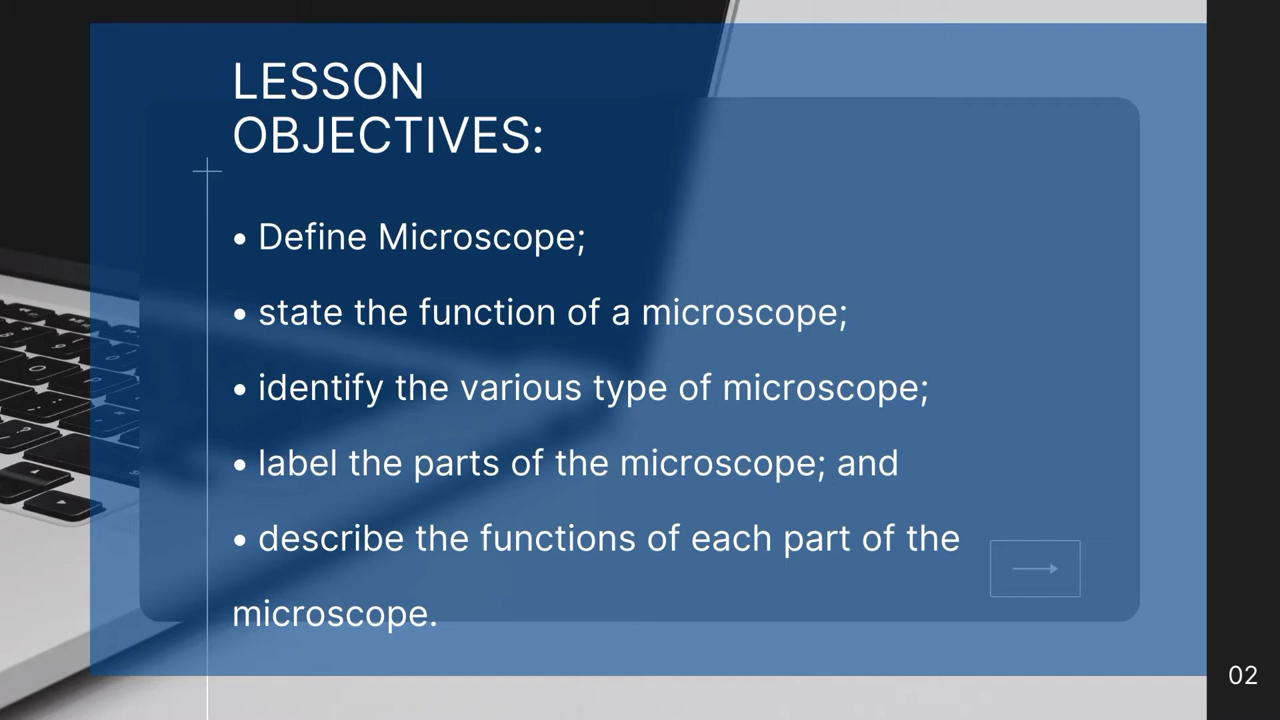 LESSON
OBJECTIVES:
• Define Microscope;
• state the function of a microscope;
• identify the various type of microscope;
• label the parts of the microscope; and
• describe the functions of each part of the
microscope.
02